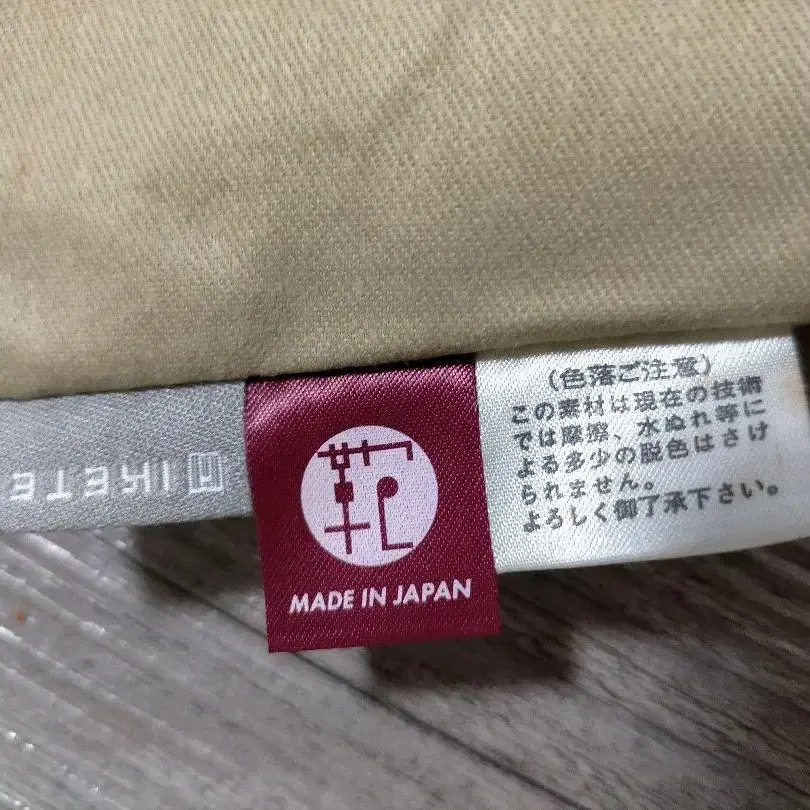 IKETE
鞄
MADE IN JAPAN
(色落ご注意)
この素材は現在の技術
では摩擦、水ぬれ等に
よる多少の脱色はさけ
られません。
よろしく御了承下さい。